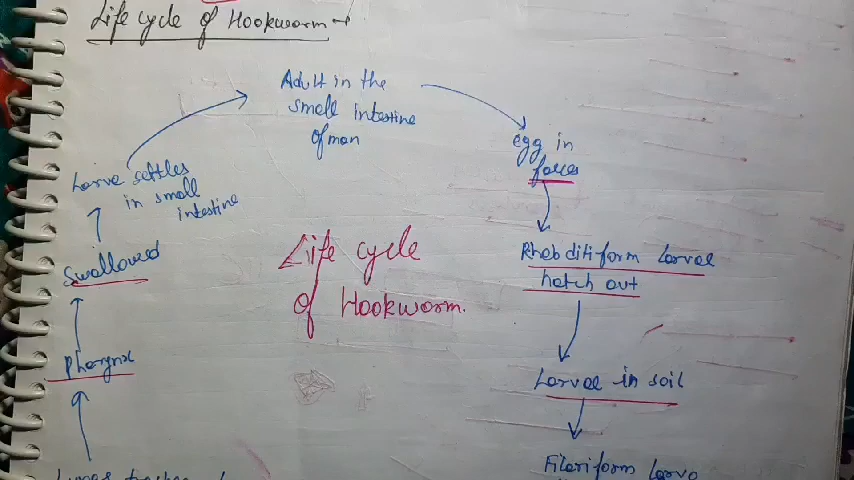 Life cycle of Hookworm
Adult in the
small intestine
of man
egg in
faeces
Rhabditiform larvae
hatch out
Larvae in soil
Filariform larva
Life cycle
of Hookworm.
Larva settles
in small
intestine
Swallowed
Pharynx
Lungs